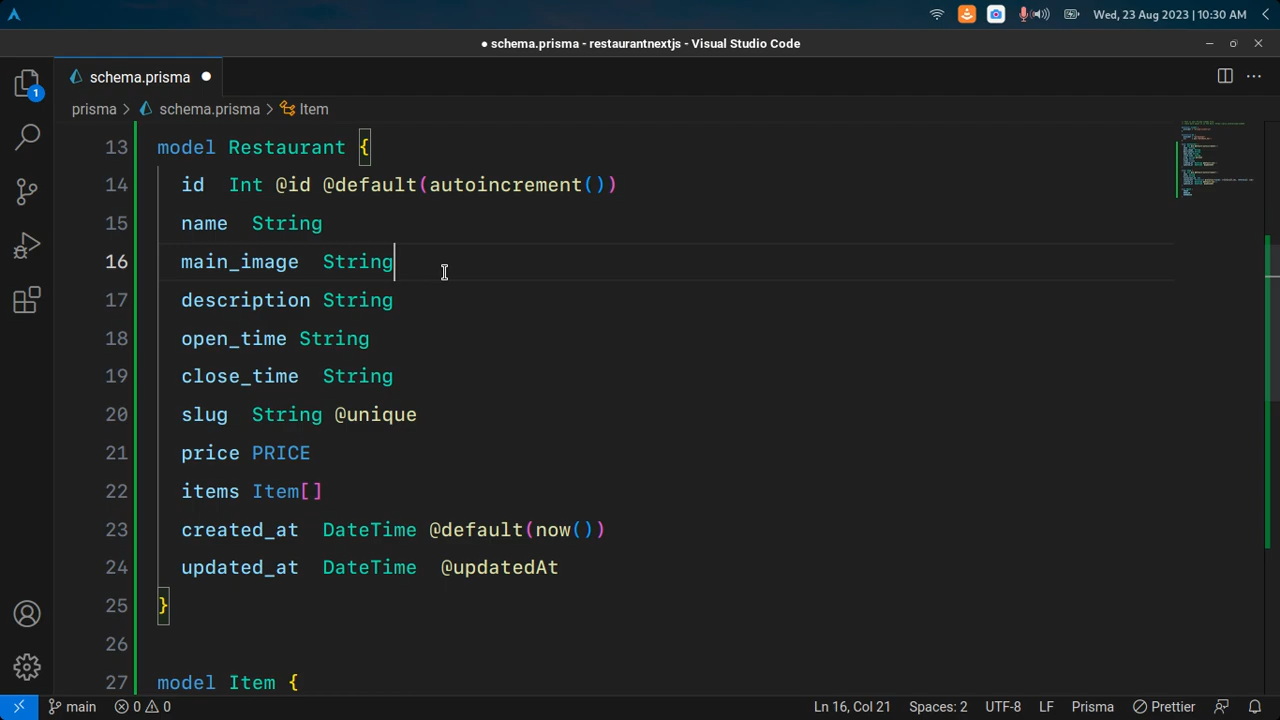 Wed, 23 Aug 2023 | 10:30 AM
● schema.prisma - restaurantnextjs - Visual Studio Code
schema.prisma
prisma > schema.prisma > Item
1
13 model Restaurant {
14 id Int @id @default(autoincrement())
15 name String
16 main_image String
17 description String
18 open_time String
19 close_time String
20 slug String @unique
21 price PRICE
22 items Item[]
23 created_at DateTime @default(now())
24 updated_at DateTime @updatedAt
25 }
26
27 model Item {
main 0 0 Ln 16, Col 21 Spaces: 2 UTF-8 LF Prisma Prettier